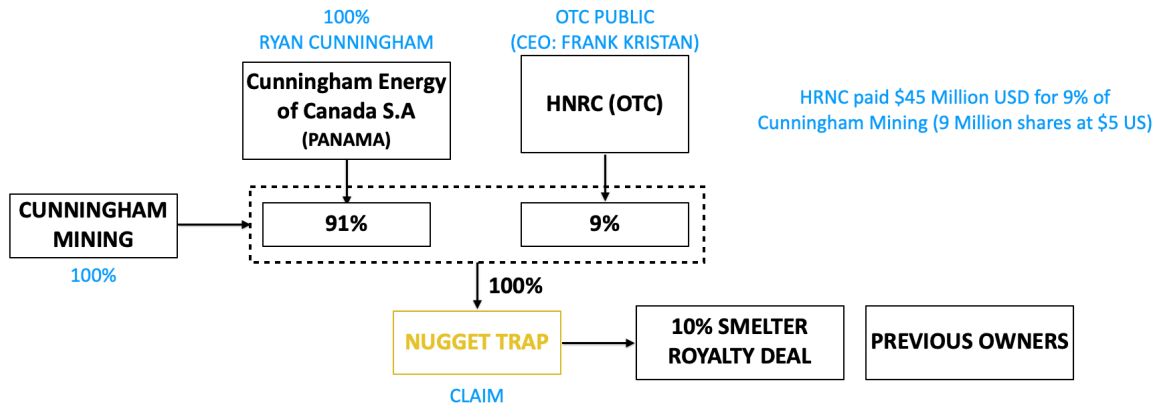 100%
RYAN CUNNINGHAM
OTC PUBLIC
(CEO: FRANK KRISTAN)
Cunningham Energy
of Canada S.A
(PANAMA)
HNRC (OTC)
HRNC paid $45 Million USD for 9% of
Cunningham Mining (9 Million shares at $5 US)
CUNNINGHAM
MINING
100%
91%
9%
100%
NUGGET TRAP
CLAIM
10% SMELTER
ROYALTY DEAL
PREVIOUS OWNERS